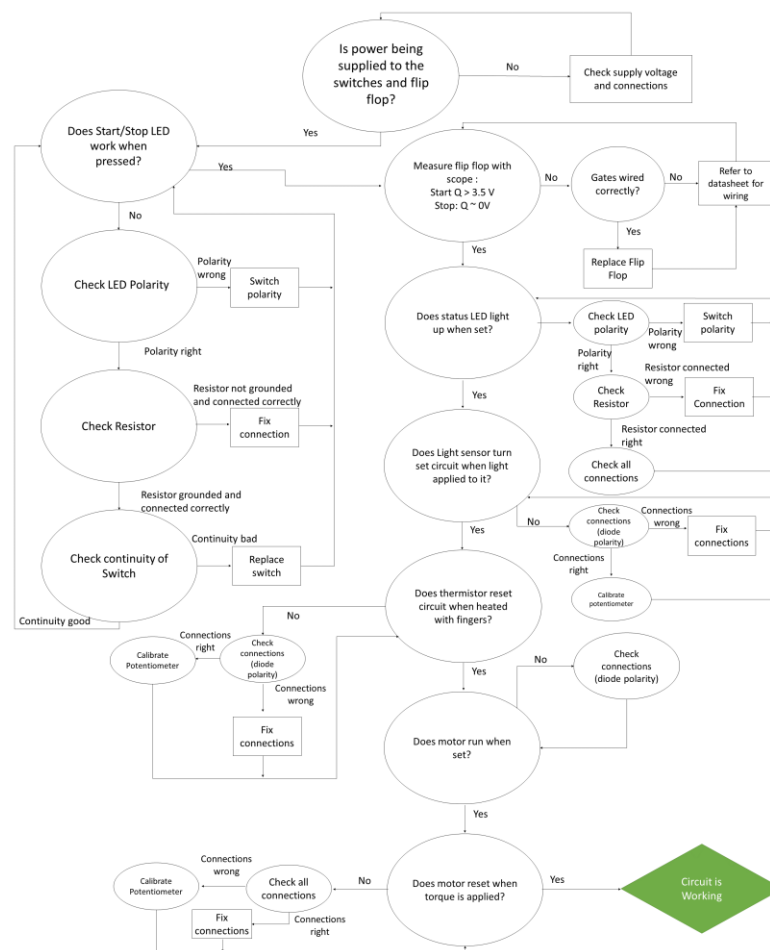 Is power being
supplied to the
switches and flip
flop?
No
Check supply voltage
and connections
Yes
Does Start/Stop LED
work when
pressed?
Yes
Measure flip flop with
scope :
Start Q > 3.5 V
Stop: Q ~ 0V
No
Gates wired
correctly?
No
Refer to
datasheet for
wiring
Yes
Replace Flip
Flop
No
Yes
Check LED Polarity
Polarity
wrong
Switch
polarity
Polarity right
Does status LED light
up when set?
Check LED
polarity
Polarity
wrong
Switch
polarity
Polarity
right
Resistor connected
wrong
Check
Resistor
Fix
Connection
Resistor connected
right
Check all
connections
Yes
Check Resistor
Resistor not grounded
and connected correctly
Fix
connection
Resistor grounded and
connected correctly
Does Light sensor turn
set circuit when light
applied to it?
No
Check
connections
(diode
polarity)
Connections
wrong
Fix
connections
Connections
right
Calibrate
potentiometer
Yes
Check continuity of
Switch
Continuity bad
Replace
switch
Continuity good
Does thermistor reset
circuit when heated
with fingers?
No
Check
connections
(diode
polarity)
Connections
right
Calibrate
Potentiometer
Connections
wrong
Fix
connections
Yes
Does motor run when
set?
No
Check
connections
(diode polarity)
Yes
Does motor reset when
torque is applied?
No
Check all
connections
Connections
wrong
Calibrate
Potentiometer
Fix
connections
Connections
right
Yes
Circuit is
Working